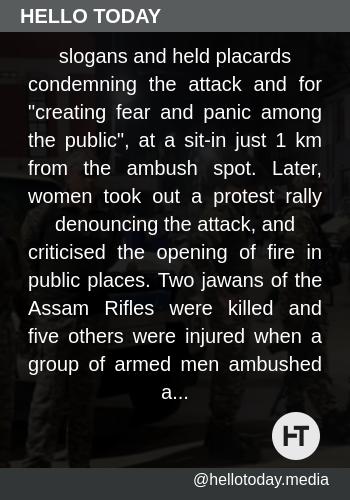 HELLO TODAY
slogans and held placards
condemning the attack and for
"creating fear and panic among
the public", at a sit-in just 1 km
from the ambush spot. Later,
women took out a protest rally
denouncing the attack, and
criticised the opening of fire in
public places. Two jawans of the
Assam Rifles were killed and
five others were injured when a
group of armed men ambushed
a...
HT
@hellotoday.media